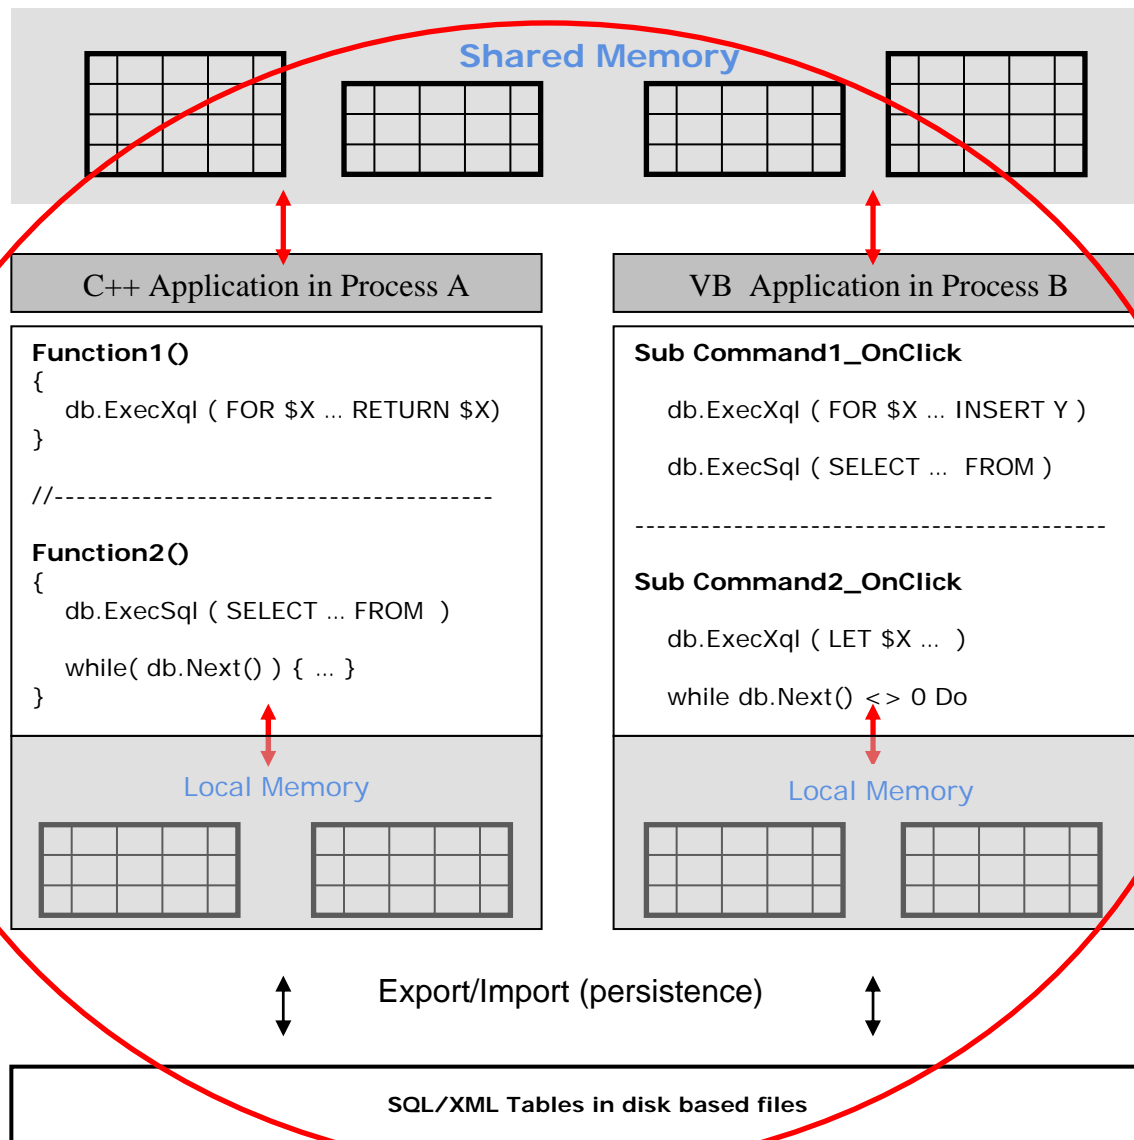 Shared Memory
C++ Application in Process A
Function1()
{
db.ExecXql ( FOR $X ... RETURN $X)
}
//----------------------------------------
Function2()
{
db.ExecSql ( SELECT ... FROM )
while( db.Next() ) { ... }
}
Local Memory
VB Application in Process B
Sub Command1_OnClick
db.ExecXql ( FOR $X ... INSERT Y )
db.ExecSql ( SELECT ... FROM )
-------------------------------------------
Sub Command2_OnClick
db.ExecXql ( LET $X ... )
while db.Next() <> 0 Do
Local Memory
Export/Import (persistence)
SQL/XML Tables in disk based files